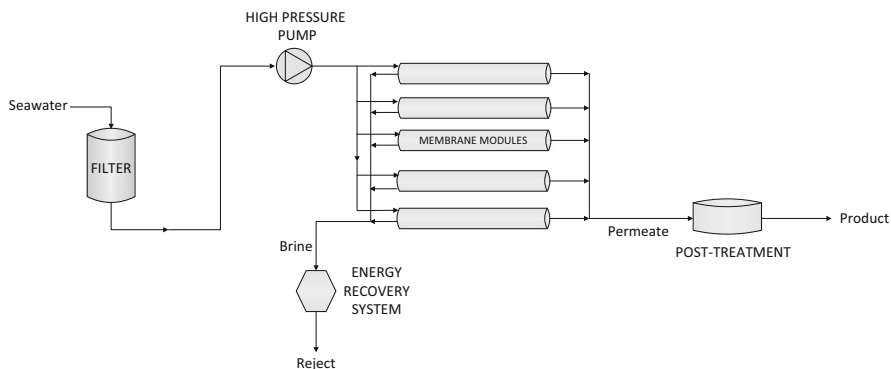 HIGH PRESSURE
PUMP
Seawater
FILTER
MEMBRANE MODULES
Permeate
Product
POST-TREATMENT
Brine
ENERGY
RECOVERY
SYSTEM
Reject